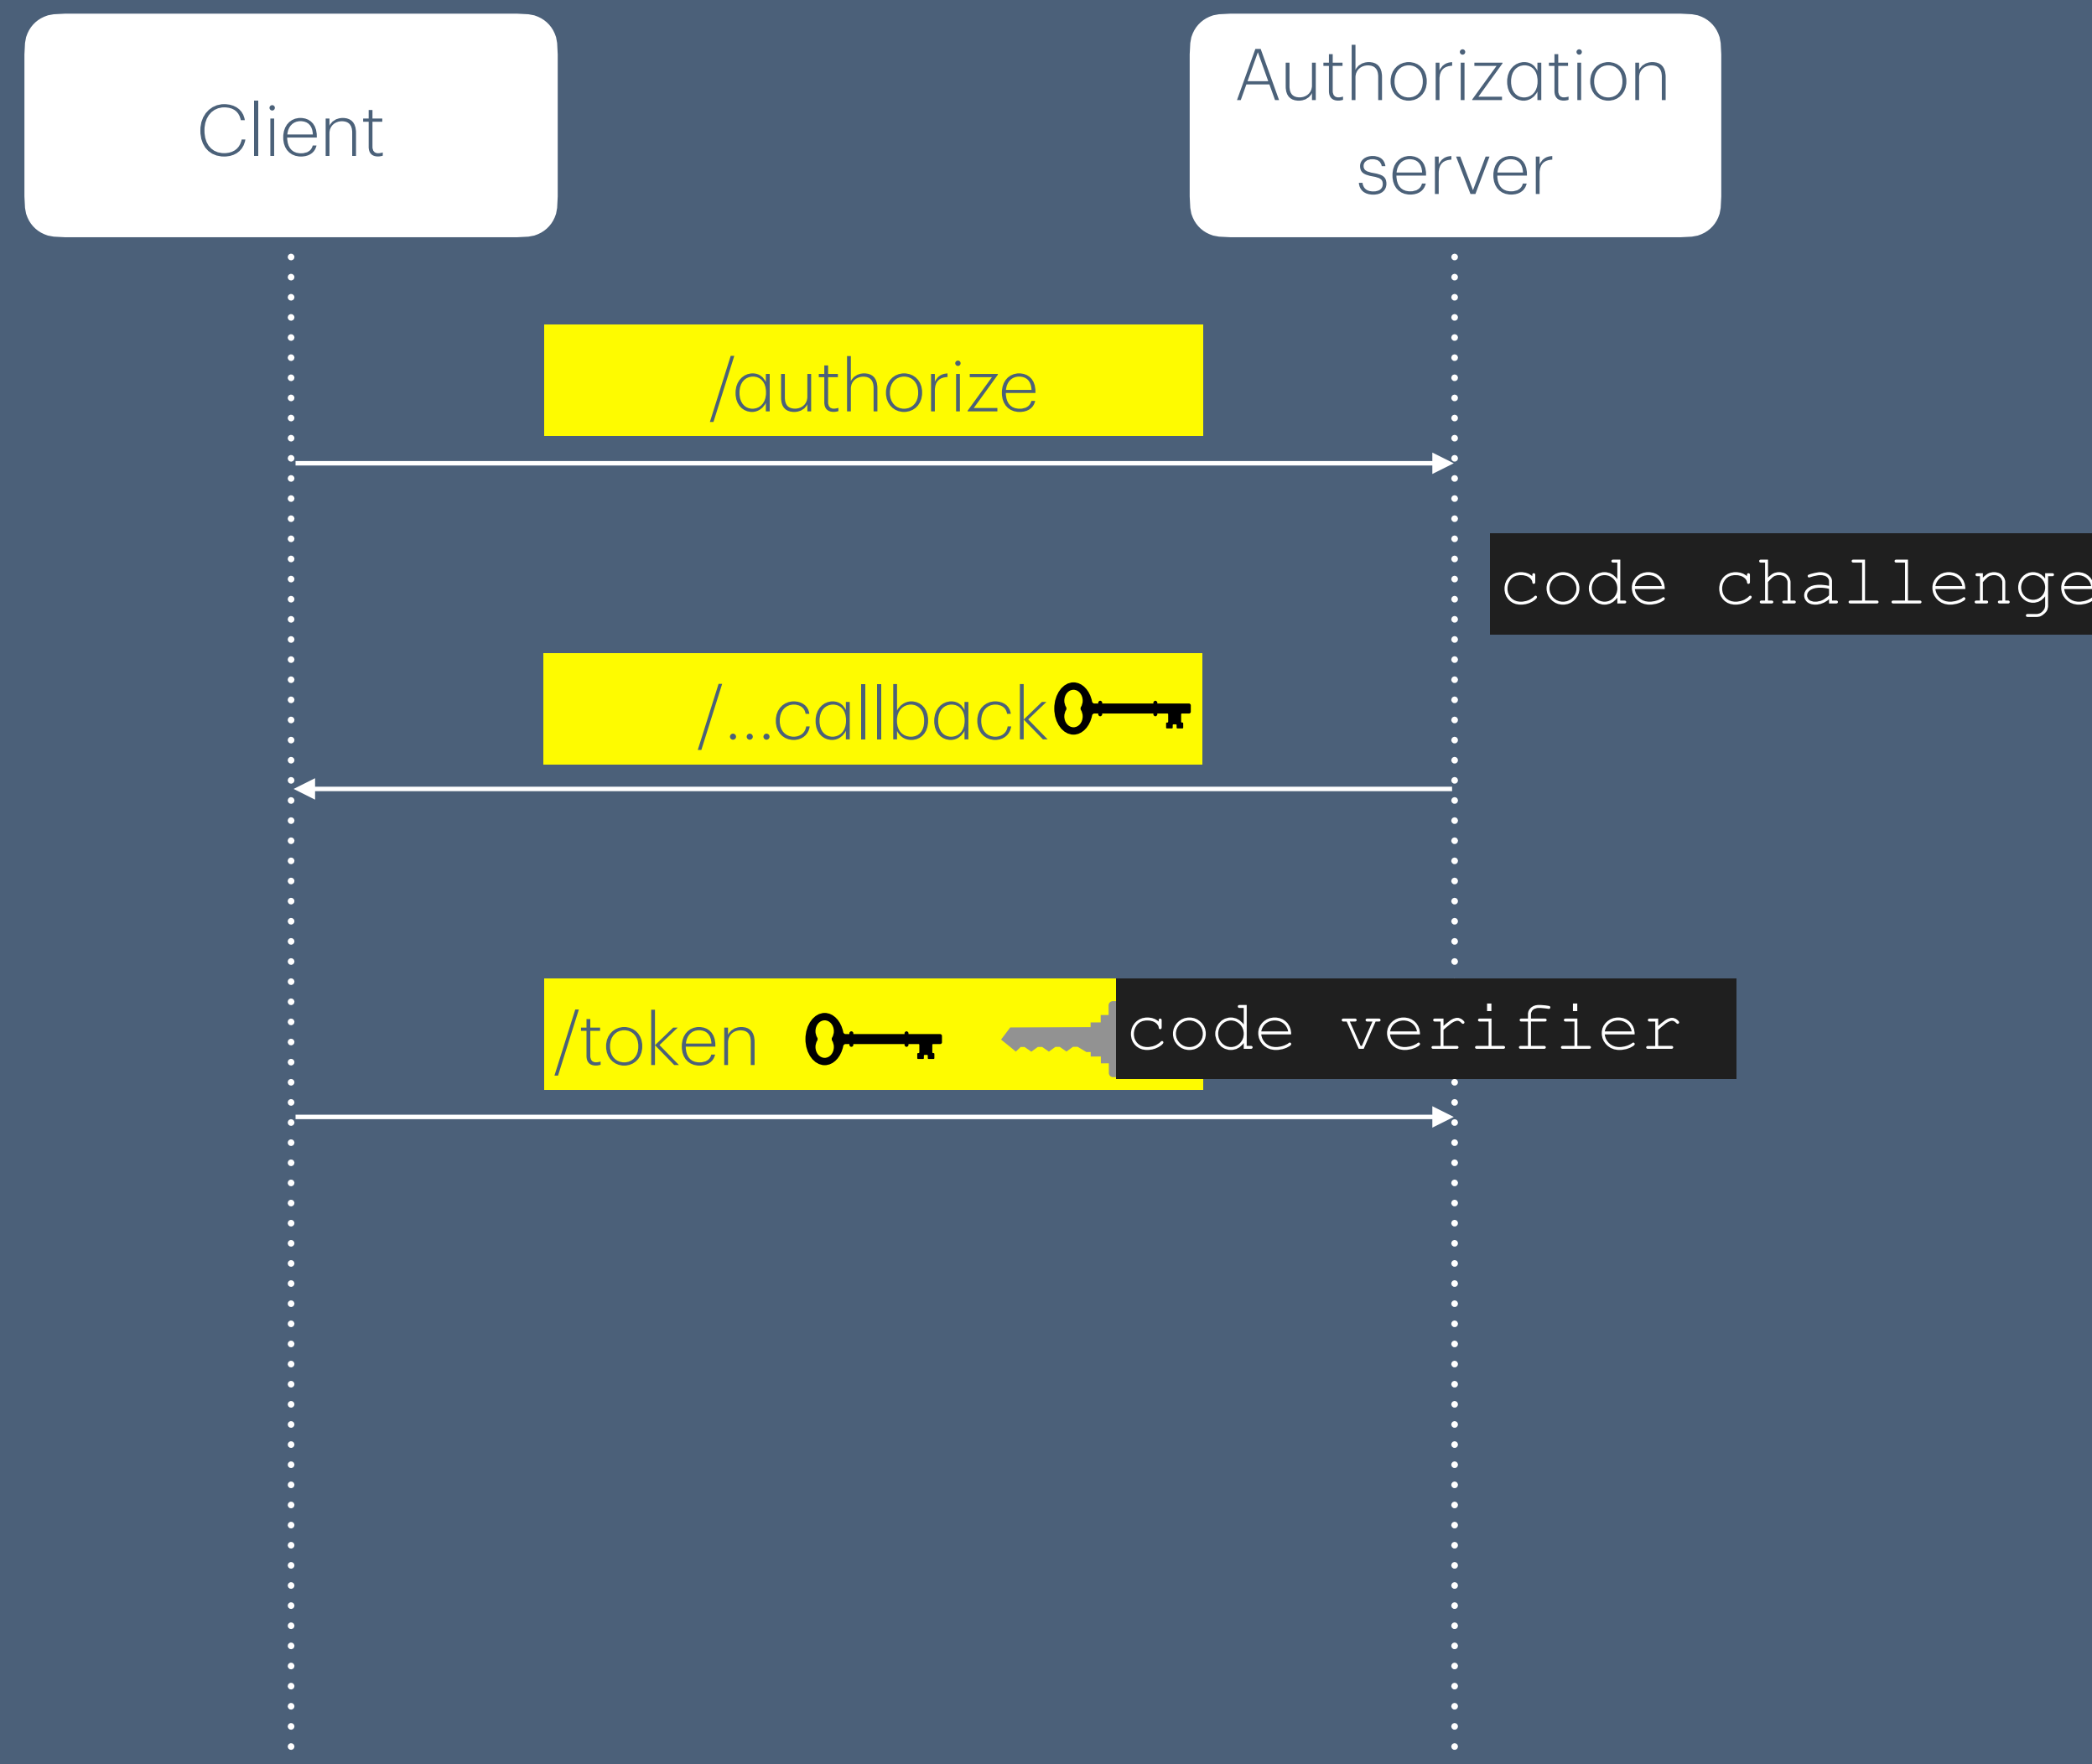 Client
Authorization
server
/authorize
code challenge
/...callback
/token
code verifier